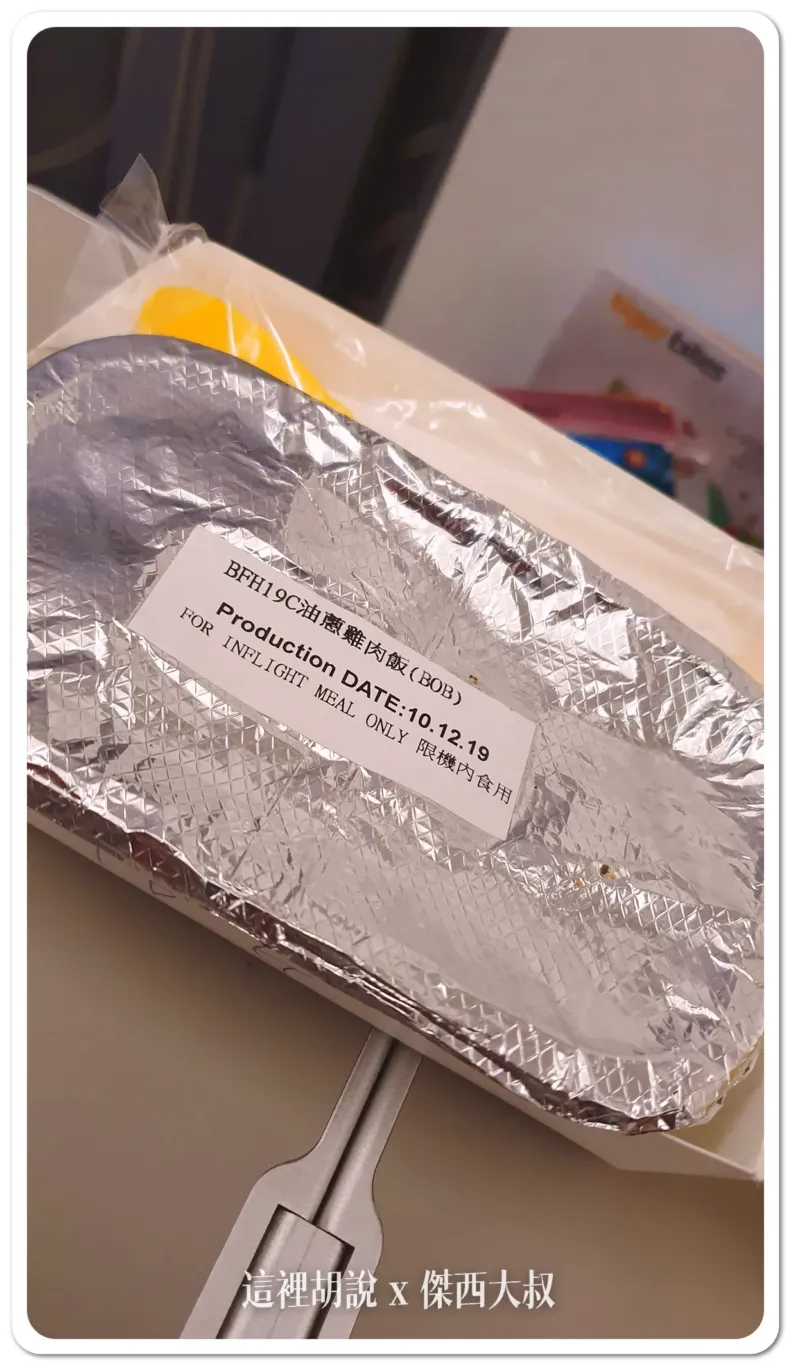 bites
BFH19C油蔥雞肉飯(BOB)
Production DATE:10.12.19
FOR INFLIGHT MEAL ONLY 限機內食用
這裡胡說 x 傑西大叔